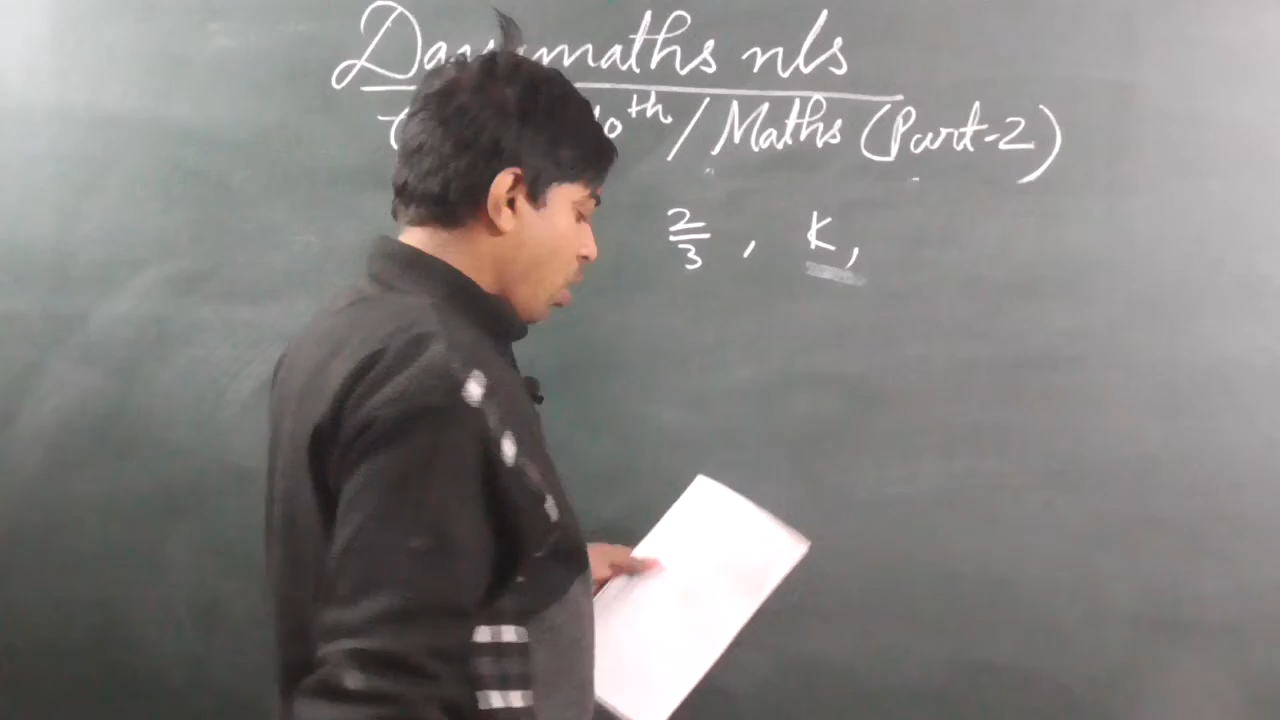 maths nls
10th / Maths (Part-2)
2/3 , K,